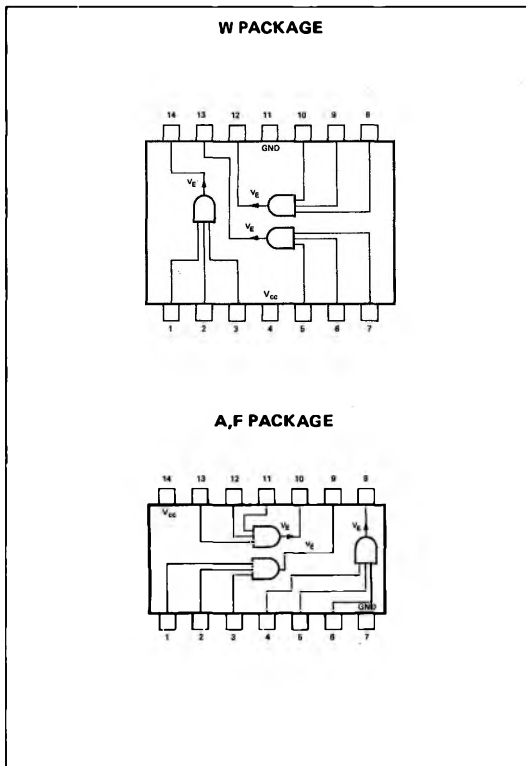 W PACKAGE
14 13 12 11 10 9 8
GND
VE
VE
VE
Vcc
1 2 3 4 5 6 7
A,F PACKAGE
14 13 12 11 10 9 8
Vcc
VE
VE
VE
GND
1 2 3 4 5 6 7